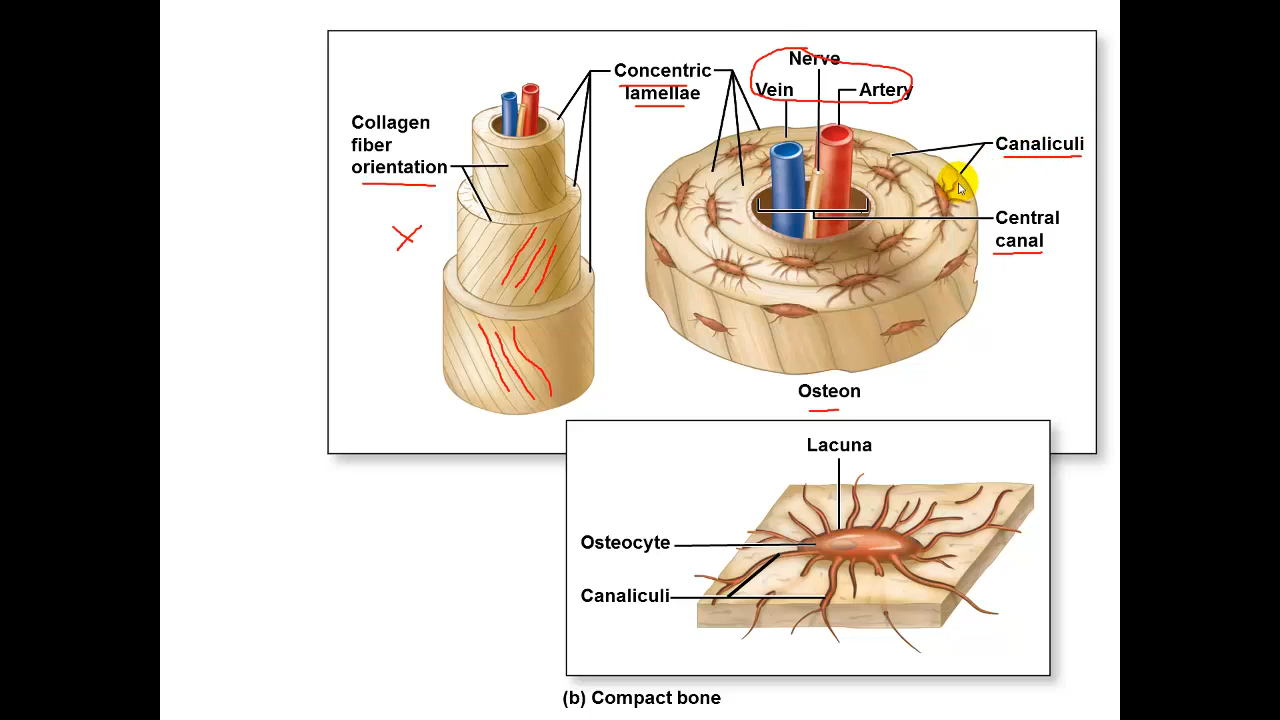 Concentric
lamellae
Nerve
Vein
Artery
Collagen
fiber
orientation
Canaliculi
Central
canal
Osteon
Lacuna
Osteocyte
Canaliculi
(b) Compact bone